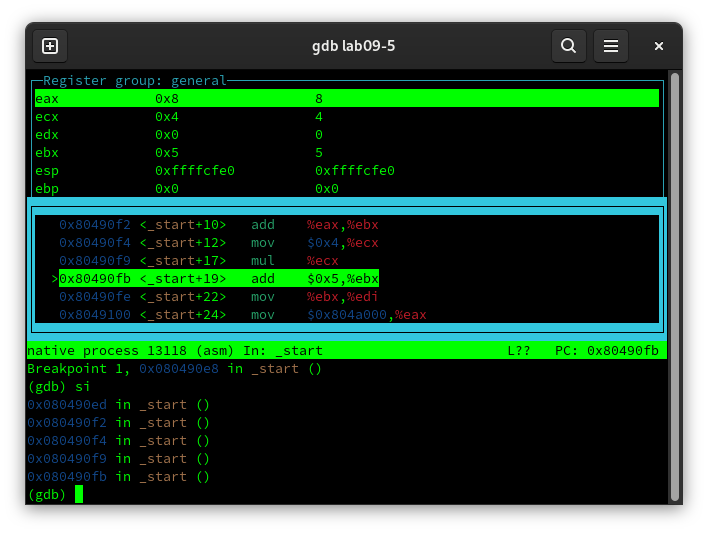 gdb lab09-5
Register group: general
eax 0x8 8
ecx 0x4 4
edx 0x0 0
ebx 0x5 5
esp 0xffffcfe0 0xffffcfe0
ebp 0x0 0x0
0x80490f2 <_start+10> add %eax,%ebx
0x80490f4 <_start+12> mov $0x4,%ecx
0x80490f9 <_start+17> mul %ecx
>0x80490fb <_start+19> add $0x5,%ebx
0x80490fe <_start+22> mov %ebx,%edi
0x8049100 <_start+24> mov $0x804a000,%eax
native process 13118 (asm) In: _start L?? PC: 0x80490fb
Breakpoint 1, 0x080490e8 in _start ()
(gdb) si
0x080490ed in _start ()
0x080490f2 in _start ()
0x080490f4 in _start ()
0x080490f9 in _start ()
0x080490fb in _start ()
(gdb)